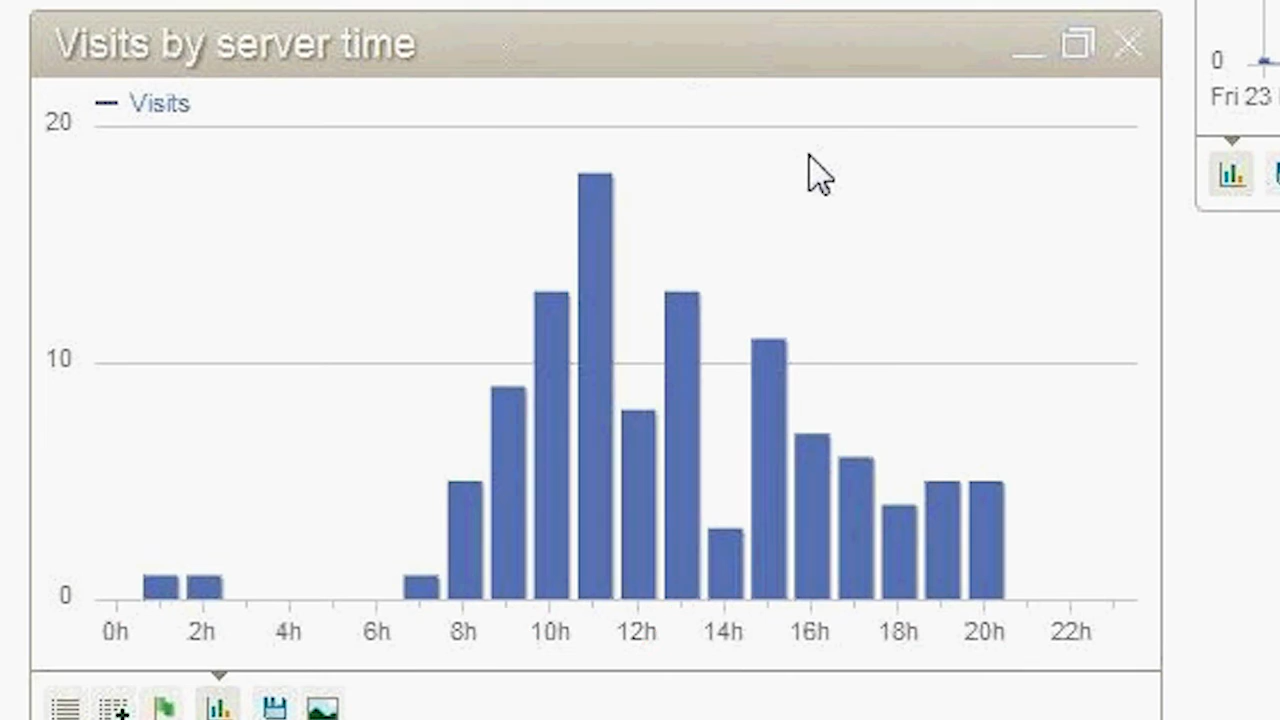 Visits by server time
Visits
20
10
0
0h 2h 4h 6h 8h 10h 12h 14h 16h 18h 20h 22h
0
Fri 23